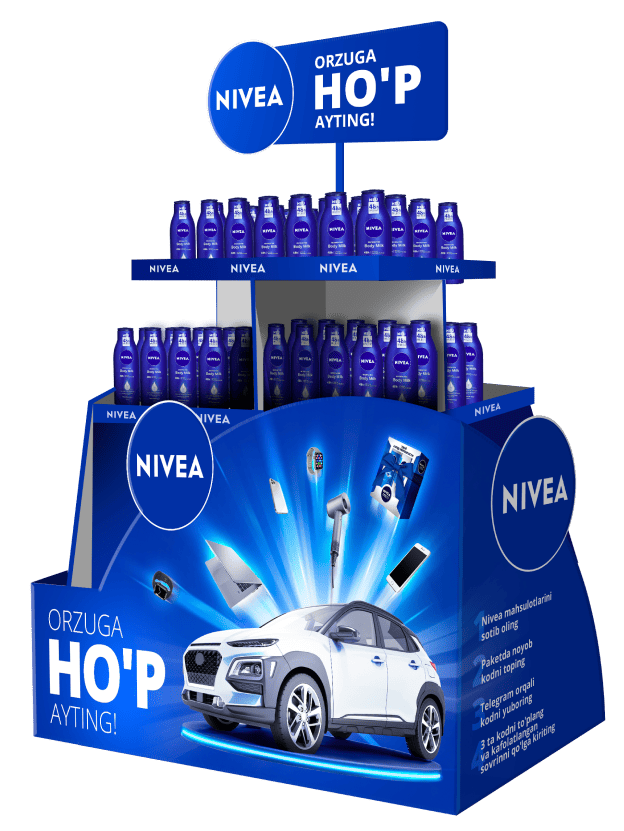 NIVEA
ORZUGA
HO'P
AYTING!
NIVEA
NIVEA
NIVEA
NIVEA
NIVEA
NIVEA
NIVEA
NIVEA
NIVEA
ORZUGA
HO'P
AYTING!
1 Nivea mahsulotlarini
sotib oling
2 Paketda noyob
kodni toping
3 Telegram orqali
kodni yuboring
4 3 ta kodni to'plang
va kafolatlangan
sovrinni qo'lga kiriting